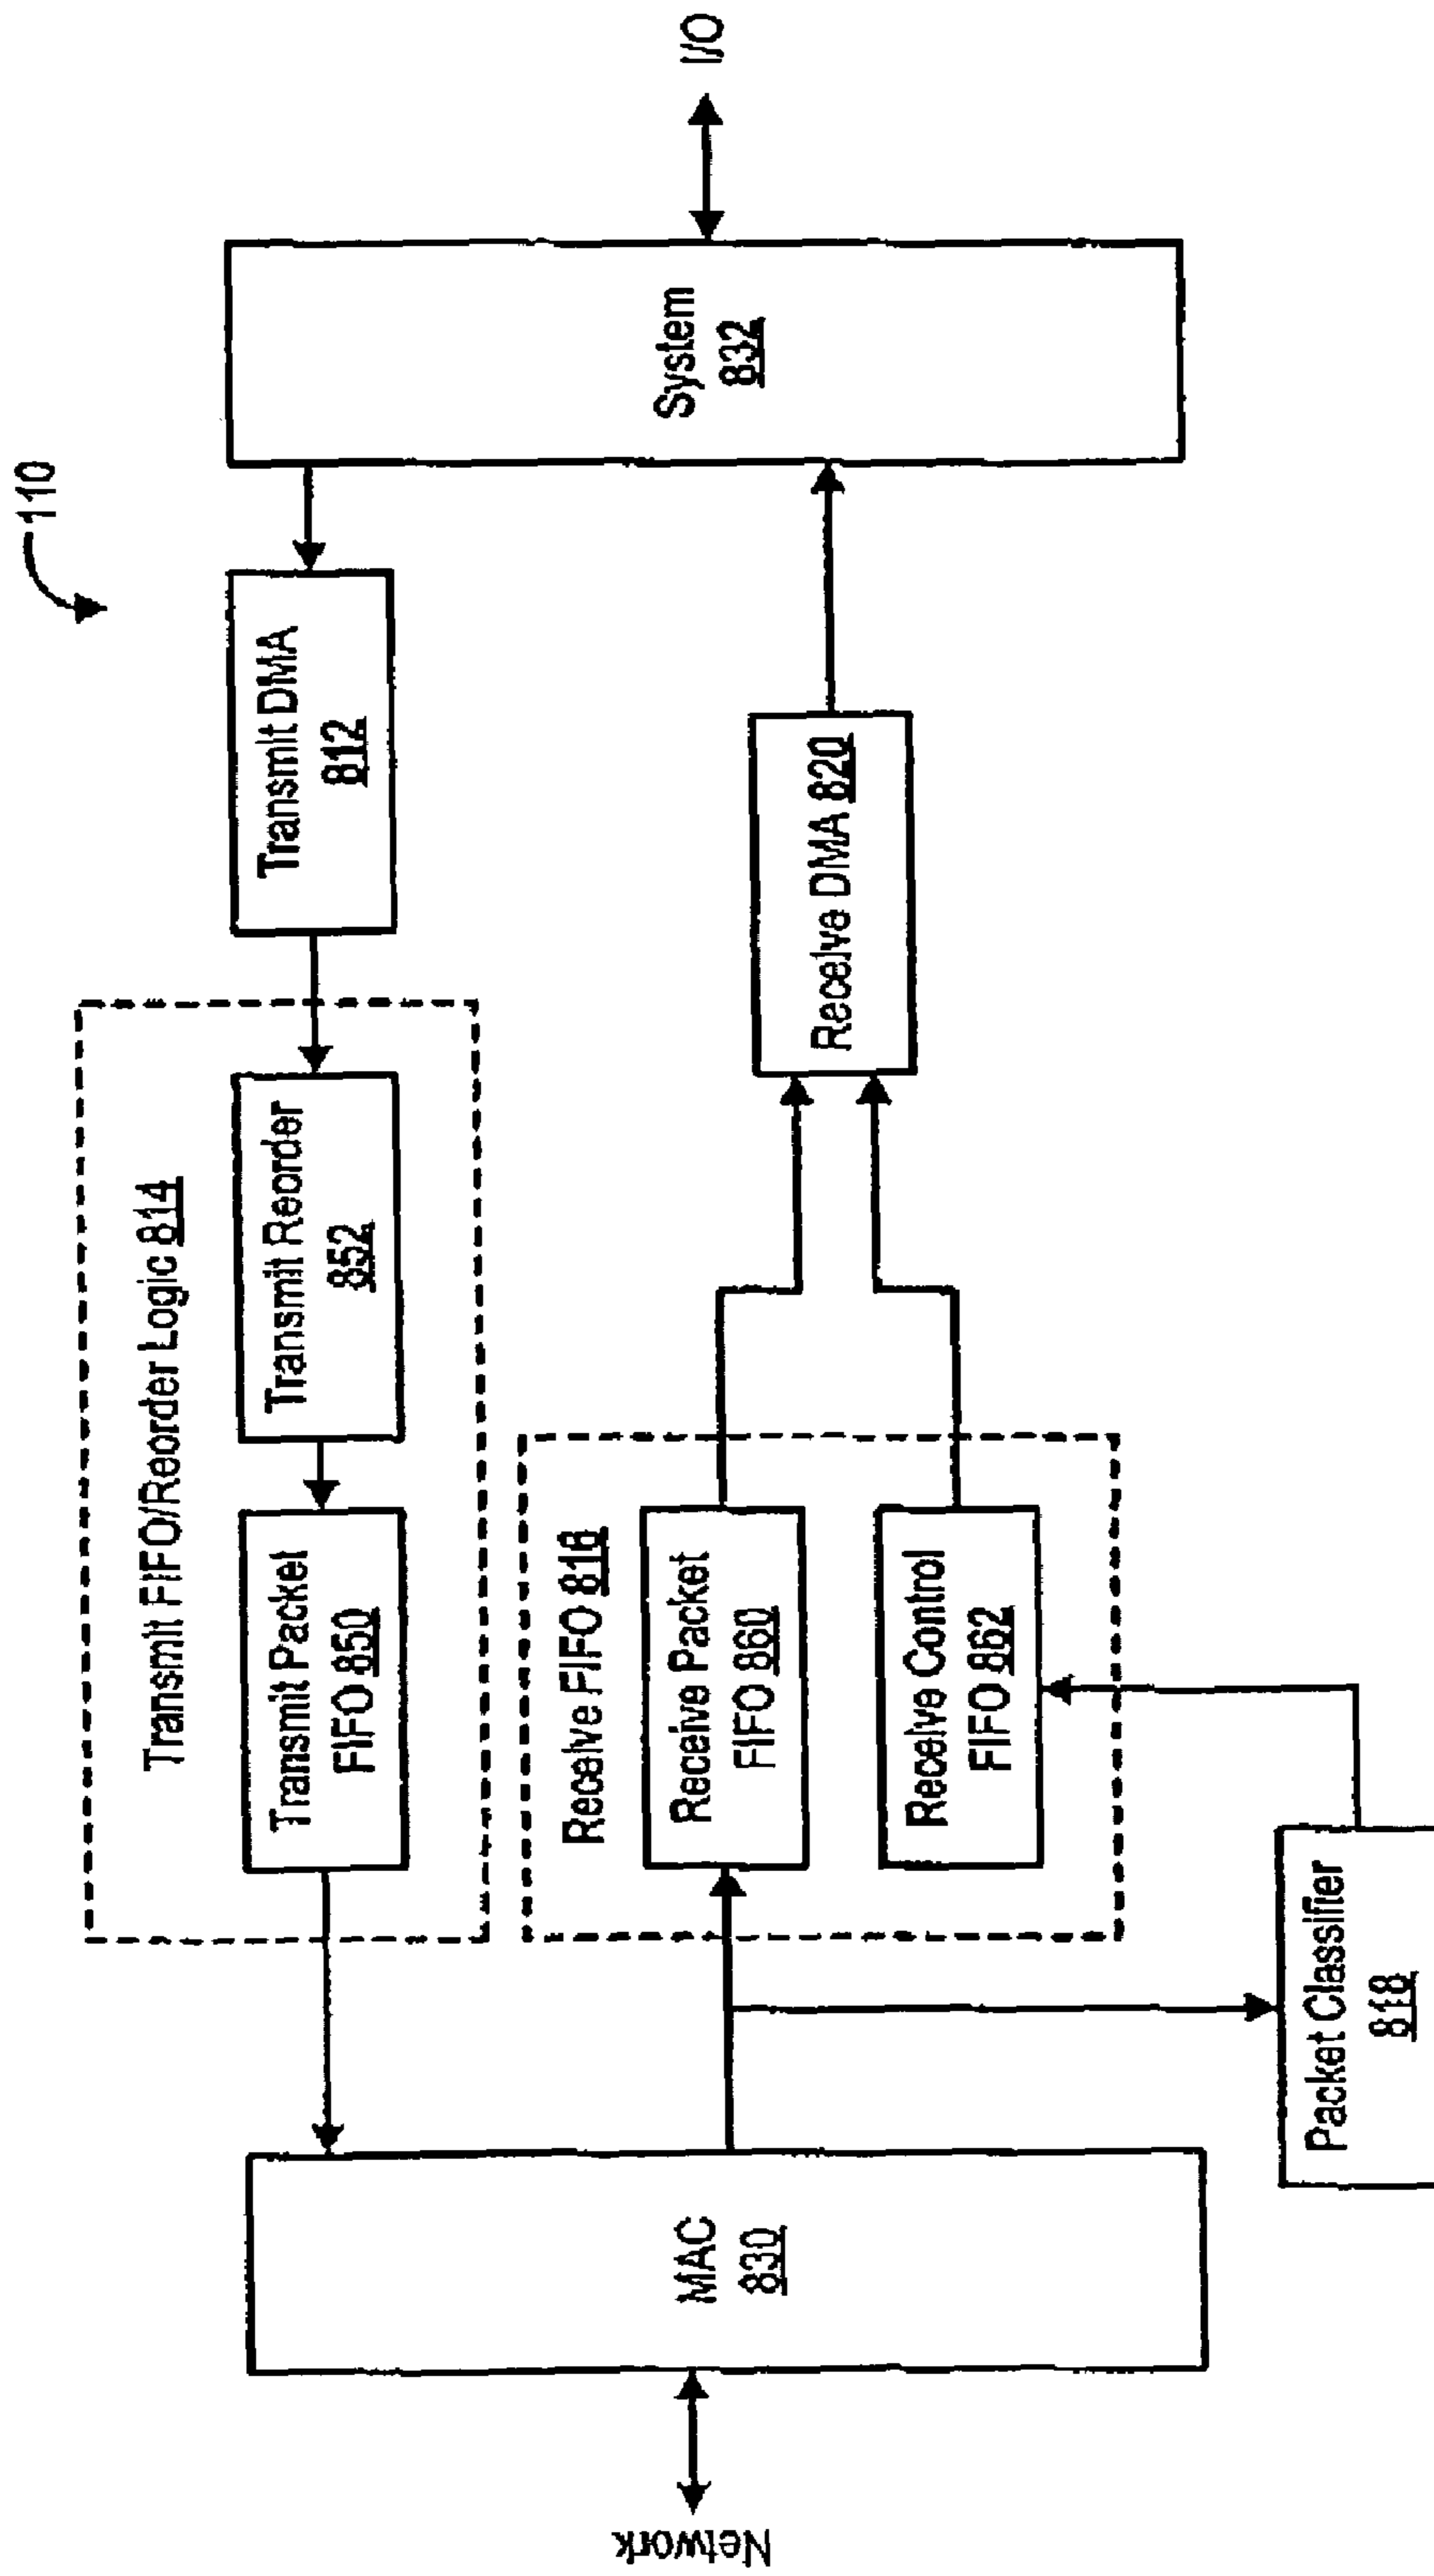 110
Transmit FIFO/Reorder Logic 814
Transmit Packet
FIFO 850
Transmit Reorder
852
Transmit DMA
812
Network
MAC
830
Receive FIFO 816
Receive Packet
FIFO 860
Receive Control
FIFO 862
Receive DMA 820
System
832
I/O
Packet Classifier
818